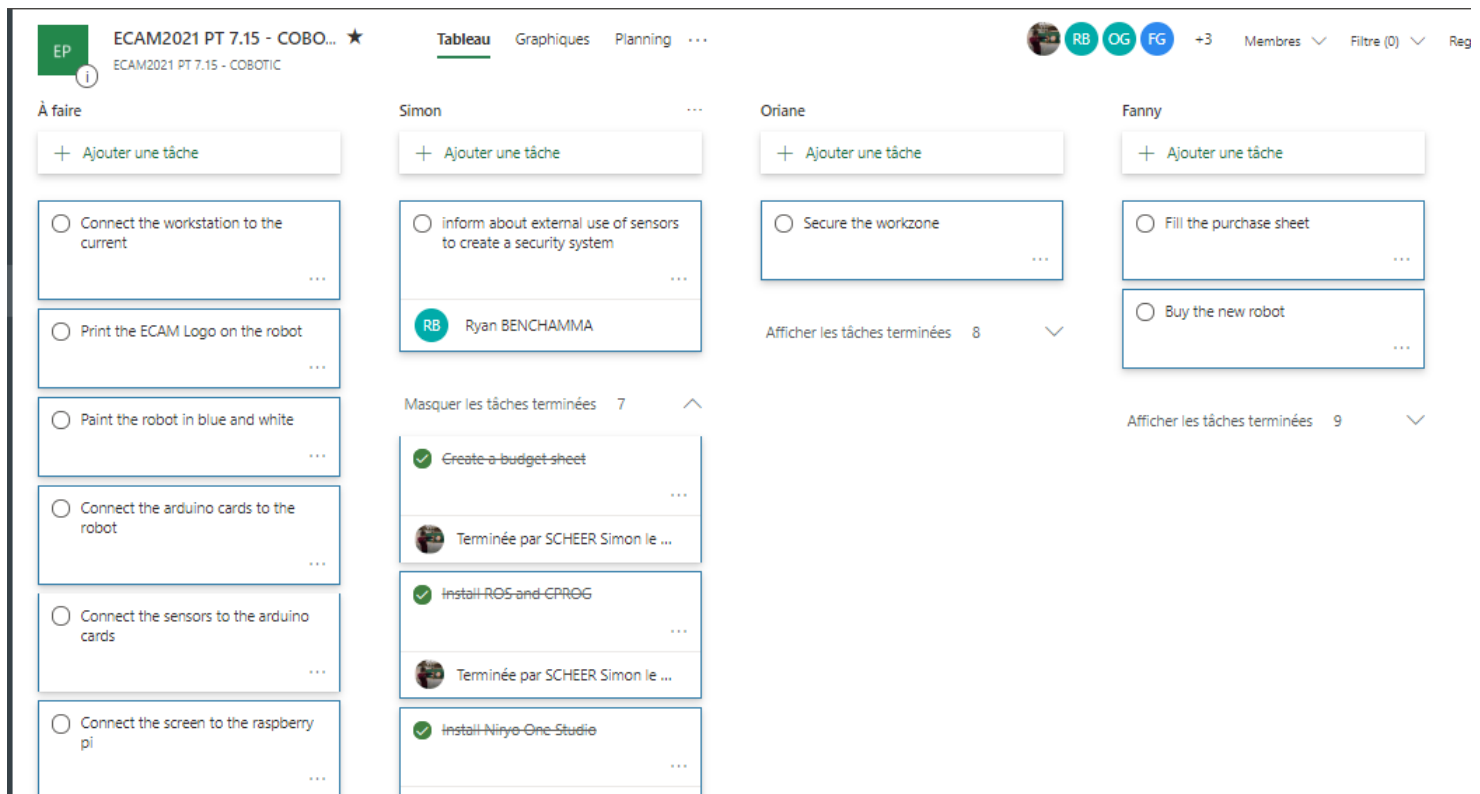 EP
ECAM2021 PT 7.15 - COBO...
ECAM2021 PT 7.15 - COBOTIC
Tableau
Graphiques
Planning
RB
OG
FG
+3
Membres
Filtre (0)
Reg
À faire
Ajouter une tâche
Connect the workstation to the
current
Print the ECAM Logo on the robot
Paint the robot in blue and white
Connect the arduino cards to the
robot
Connect the sensors to the arduino
cards
Connect the screen to the raspberry
pi
Simon
Ajouter une tâche
inform about external use of sensors
to create a security system
RB
Ryan BENCHAMMA
Masquer les tâches terminées 7
Create a budget sheet
Terminée par SCHEER Simon le ...
Install ROS and CPROG
Terminée par SCHEER Simon le ...
Install Niryo One Studio
Oriane
Ajouter une tâche
Secure the workzone
Afficher les tâches terminées 8
Fanny
Ajouter une tâche
Fill the purchase sheet
Buy the new robot
Afficher les tâches terminées 9